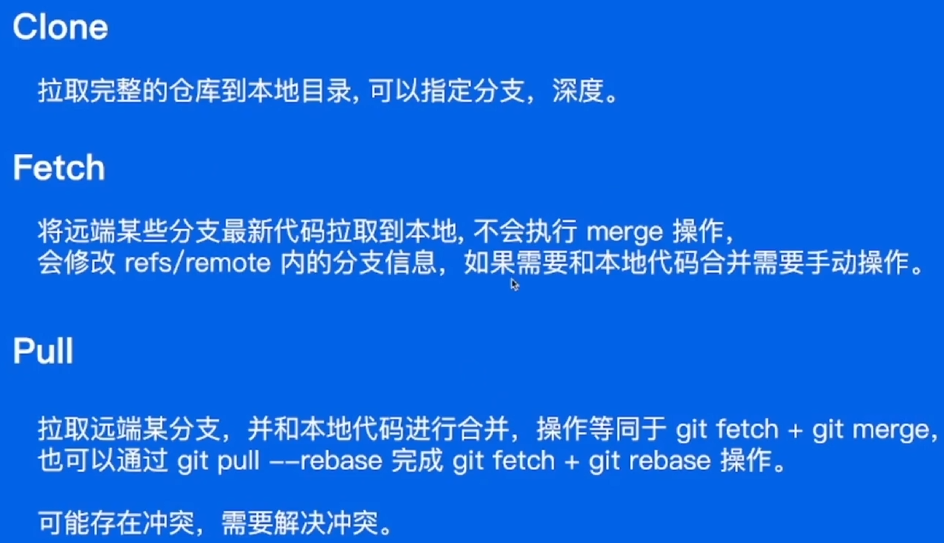 Clone
拉取完整的仓库到本地目录, 可以指定分支，深度。
Fetch
将远端某些分支最新代码拉取到本地, 不会执行 merge 操作,
会修改 refs/remote 内的分支信息，如果需要和本地代码合并需要手动操作。
Pull
拉取远端某分支，并和本地代码进行合并，操作等同于 git fetch + git merge,
也可以通过 git pull --rebase 完成 git fetch + git rebase 操作。
可能存在冲突，需要解决冲突。